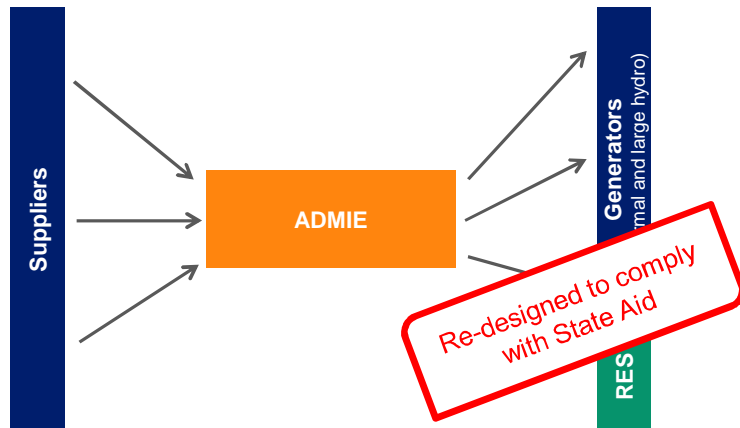 Suppliers
ADMIE
Generators
rmal and large hydro)
RES
Re-designed to comply
with State Aid